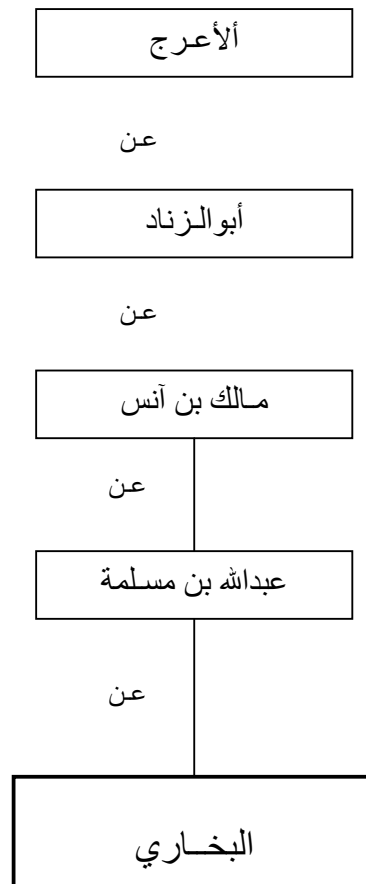 ألأعرج
عن
أبوالزناد
عن
مالك بن آنس
عن
عبدالله بن مسلمة
عن
البخاري